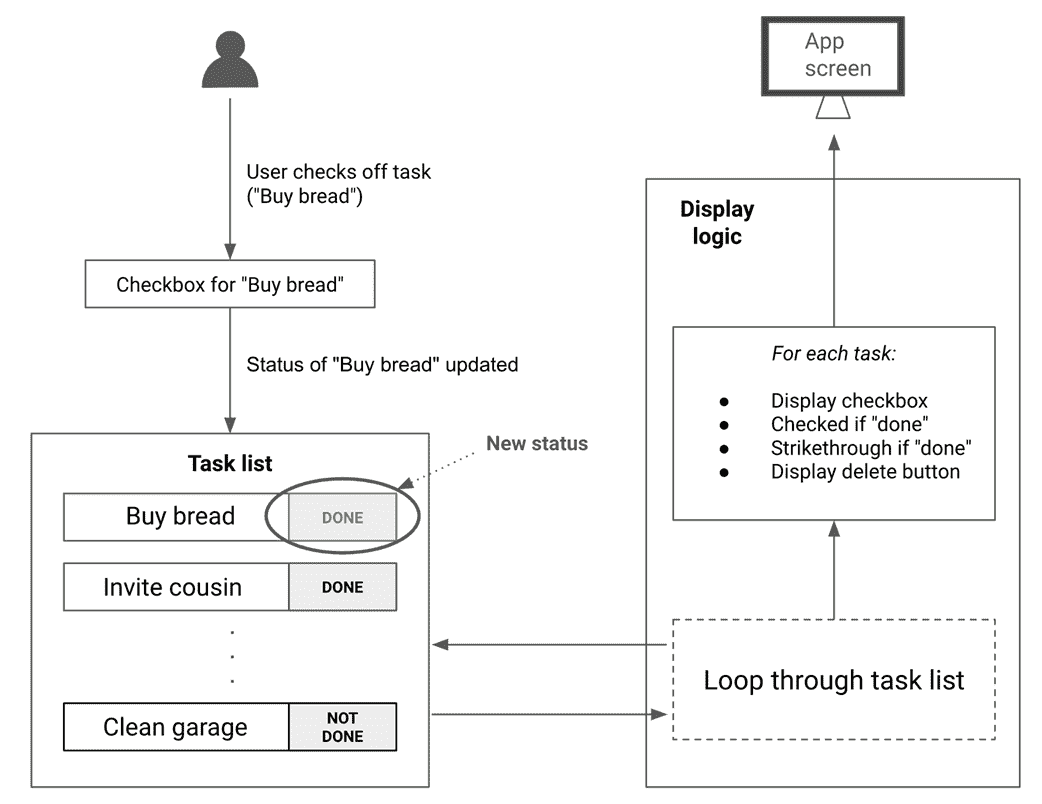 App
screen
User checks off task
("Buy bread")
Display
logic
Checkbox for "Buy bread"
Status of "Buy bread" updated
For each task:
● Display checkbox
● Checked if "done"
● Strikethrough if "done"
● Display delete button
New status
Task list
Buy bread DONE
Invite cousin DONE
Clean garage NOT
DONE
Loop through task list